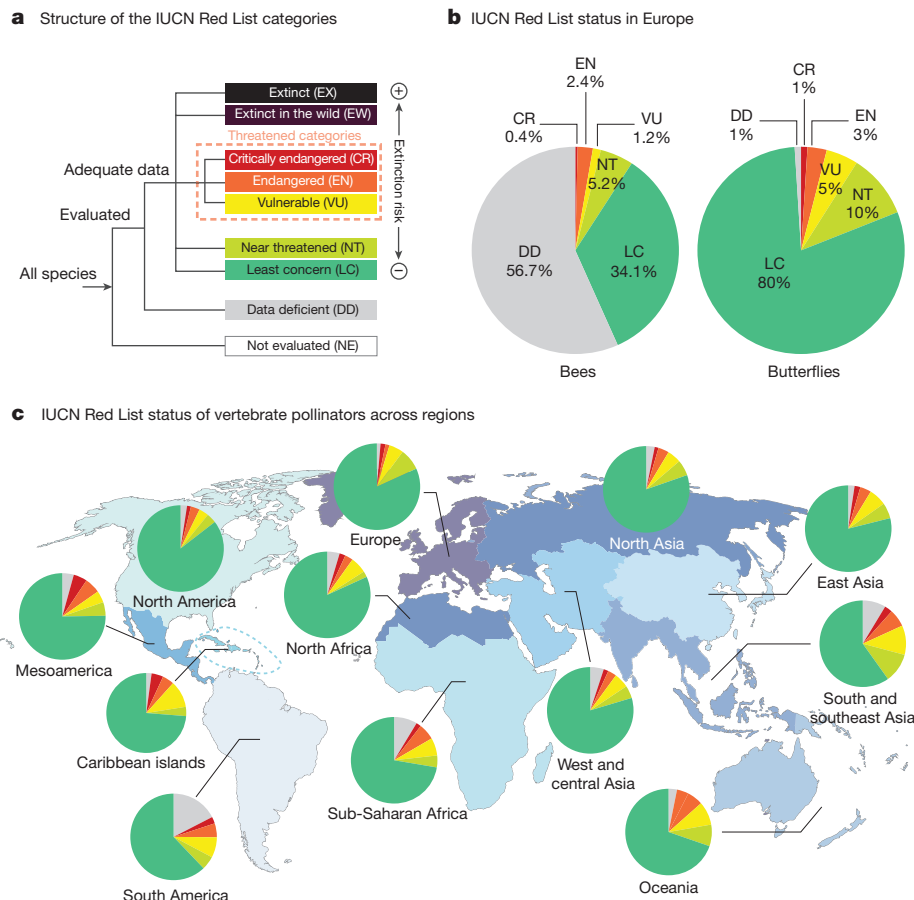 a Structure of the IUCN Red List categories
Extinct (EX)
Extinct in the wild (EW)
Threatened categories
Critically endangered (CR)
Endangered (EN)
Vulnerable (VU)
Near threatened (NT)
Least concern (LC)
Data deficient (DD)
Not evaluated (NE)
Adequate data
Evaluated
All species
+
Extinction risk
−
b IUCN Red List status in Europe
CR
0.4%
EN
2.4%
VU
1.2%
NT
5.2%
DD
56.7%
LC
34.1%
Bees
DD
1%
CR
1%
EN
3%
VU
5%
NT
10%
LC
80%
Butterflies
c IUCN Red List status of vertebrate pollinators across regions
Europe
North Asia
North America
East Asia
North Africa
Mesoamerica
South and
southeast Asia
Caribbean islands
West and
central Asia
Sub-Saharan Africa
Oceania
South America